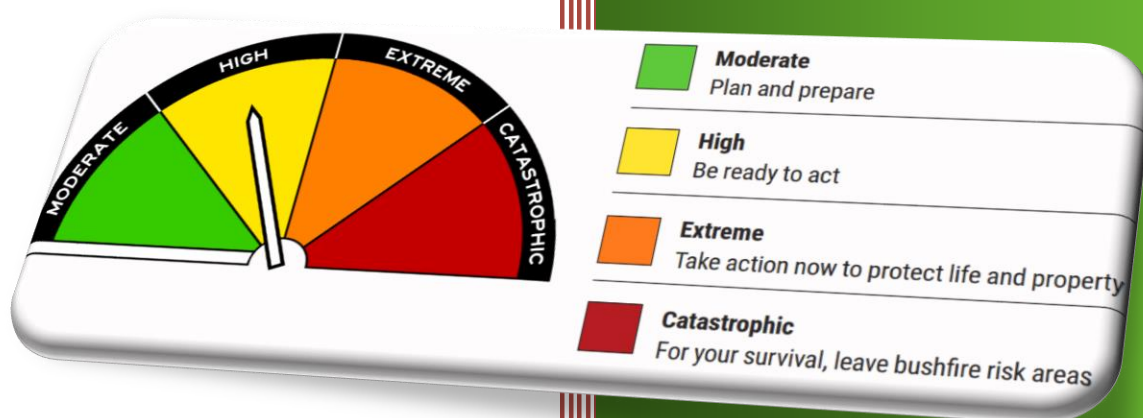 MODERATE
HIGH
EXTREME
CATASTROPHIC
Moderate
Plan and prepare
High
Be ready to act
Extreme
Take action now to protect life and property
Catastrophic
For your survival, leave bushfire risk areas